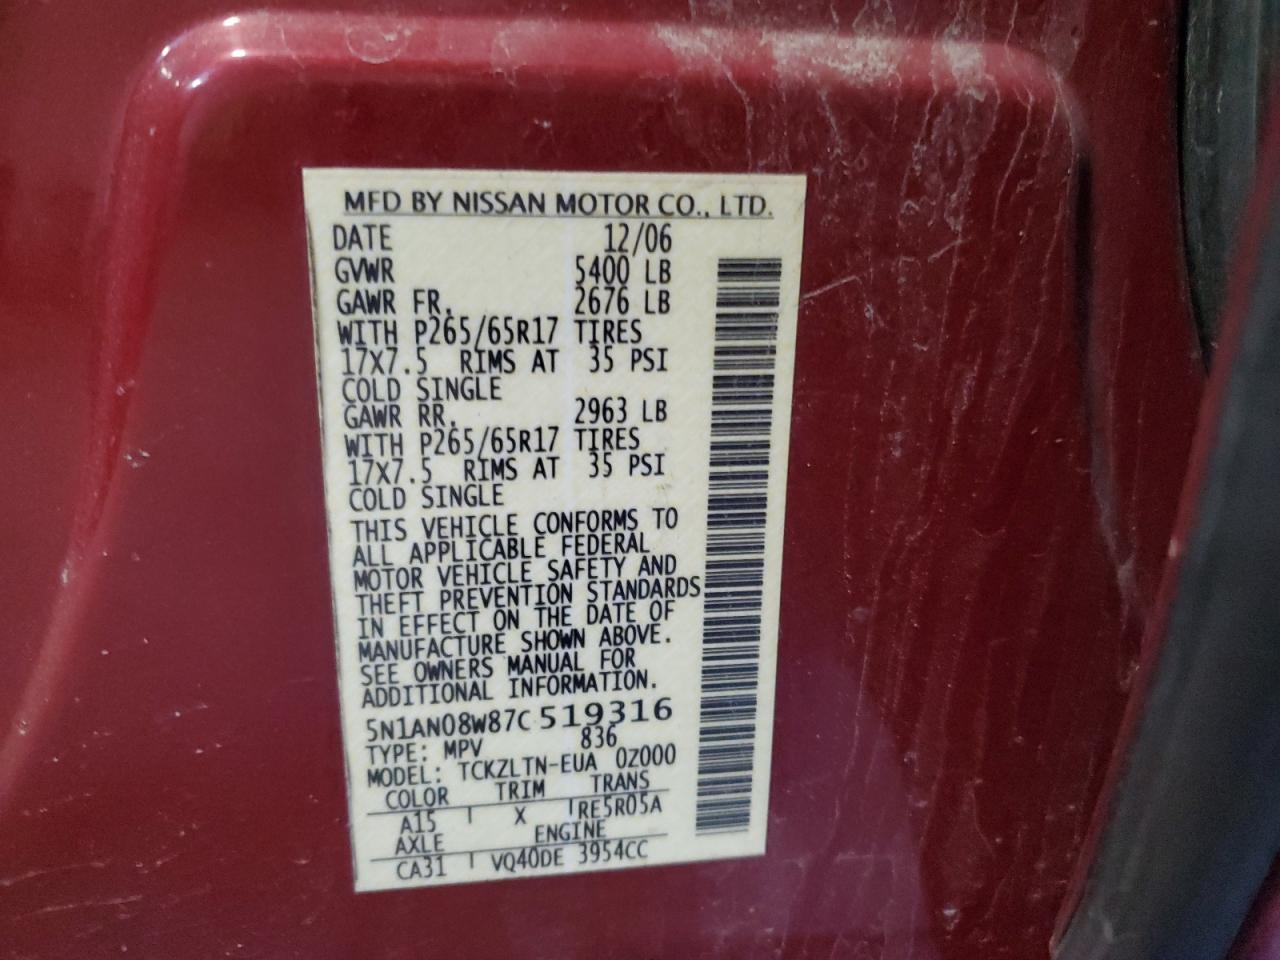 MFD BY NISSAN MOTOR CO., LTD.
DATE 12/06
GVWR 5400 LB
GAWR FR. 2676 LB
WITH P265/65R17 TIRES
17X7.5 RIMS AT 35 PSI
COLD SINGLE
GAWR RR. 2963 LB
WITH P265/65R17 TIRES
17X7.5 RIMS AT 35 PSI
COLD SINGLE
THIS VEHICLE CONFORMS TO
ALL APPLICABLE FEDERAL
MOTOR VEHICLE SAFETY AND
THEFT PREVENTION STANDARDS
IN EFFECT ON THE DATE OF
MANUFACTURE SHOWN ABOVE.
SEE OWNERS MANUAL FOR
ADDITIONAL INFORMATION.
5N1AN08W87C519316
TYPE: MPV 836
MODEL: TCKZLTN-EUA 0Z000
COLOR TRIM TRANS
A15 X RE5R05A
AXLE ENGINE
CA31 VQ40DE 3954CC